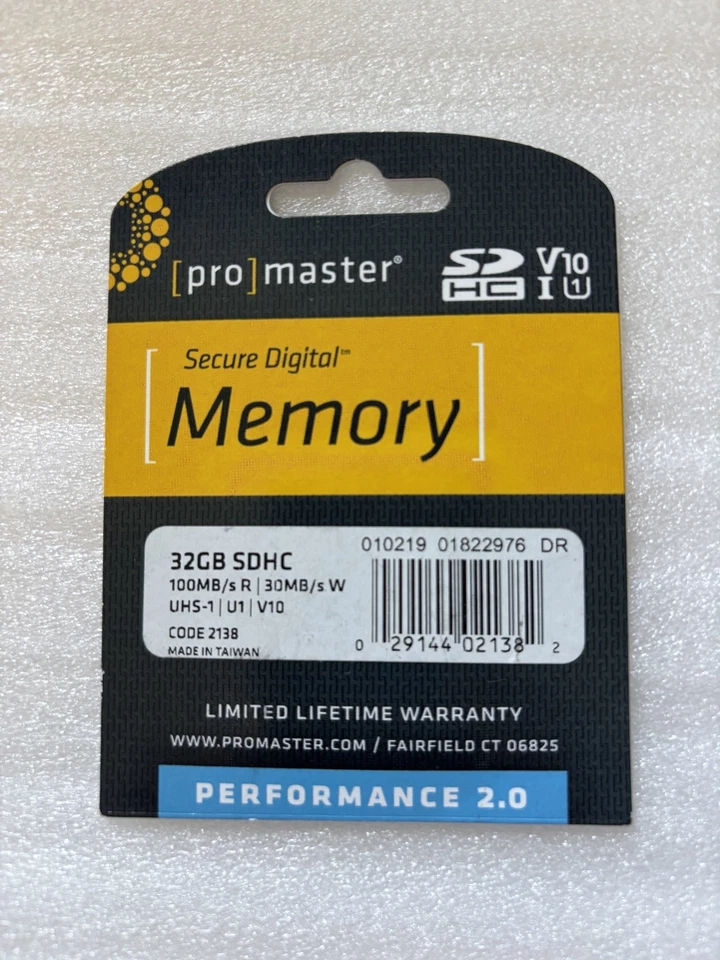 [pro]master®
SD HC V10 I U1
Secure Digital™
Memory
010219 01822976 DR
32GB SDHC
100MB/s R | 30MB/s W
UHS-1 | U1 | V10
CODE 2138
MADE IN TAIWAN
0 29144 02138 2
LIMITED LIFETIME WARRANTY
WWW.PROMASTER.COM / FAIRFIELD CT 06825
PERFORMANCE 2.0